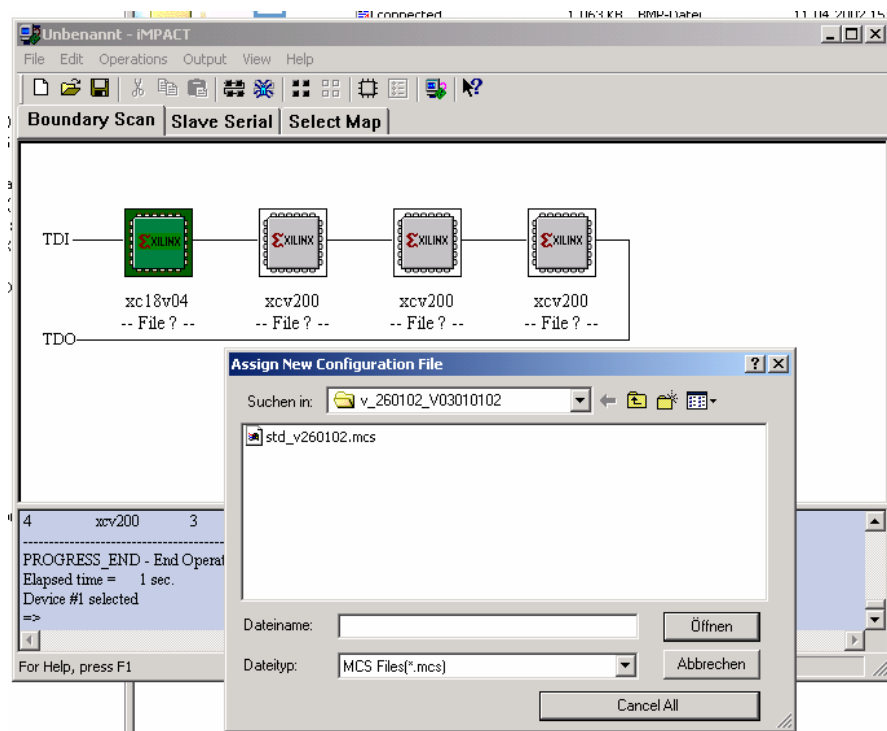 connected 1.063 KB BMP-Datei 11.04.2002 15
Unbenannt - iMPACT
File Edit Operations Output View Help
Boundary Scan Slave Serial Select Map
XILINX XILINX XILINX XILINX
TDI
xc18v04 xcv200 xcv200 xcv200
-- File ? -- -- File ? -- -- File ? -- -- File ? --
TDO
Assign New Configuration File
Suchen in: v_260102_V03010102
std_v260102.mcs
4 xcv200 3
PROGRESS_END - End Operat
Elapsed time = 1 sec.
Device #1 selected
=>
Dateiname: Öffnen
Dateityp: MCS Files(*.mcs) Abbrechen
Cancel All
For Help, press F1